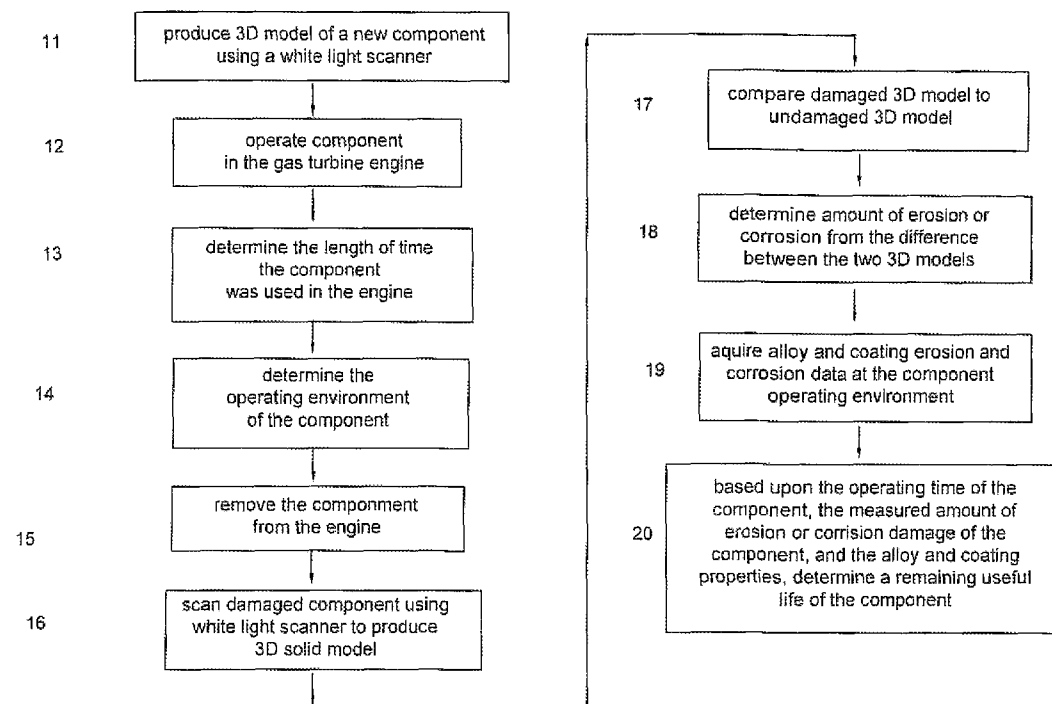 11
produce 3D model of a new component
using a white light scanner
12
operate component
in the gas turbine engine
13
determine the length of time
the component
was used in the engine
14
determine the
operating environment
of the component
15
remove the componment
from the engine
16
scan damaged component using
white light scanner to produce
3D solid model
17
compare damaged 3D model to
undamaged 3D model
18
determine amount of erosion or
corrosion from the difference
between the two 3D models
19
aquire alloy and coating erosion and
corrosion data at the component
operating environment
20
based upon the operating time of the
component, the measured amount of
erosion or corrision damage of the
component, and the alloy and coating
properties, determine a remaining useful
life of the component